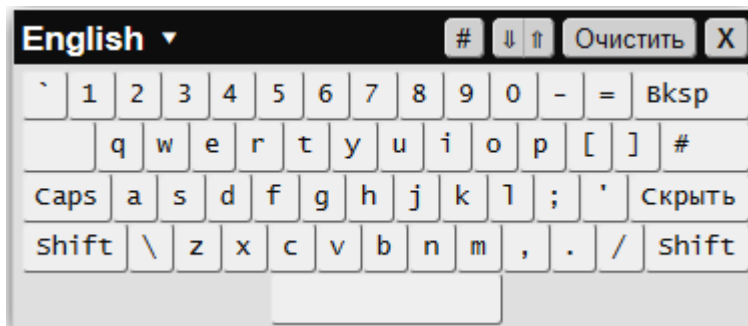 English ▼ # ⇓ ⇑ Очистить X
` 1 2 3 4 5 6 7 8 9 0 - = Bksp
q w e r t y u i o p [ ] #
Caps a s d f g h j k l ; ' Скрыть
Shift \ z x c v b n m , . / Shift